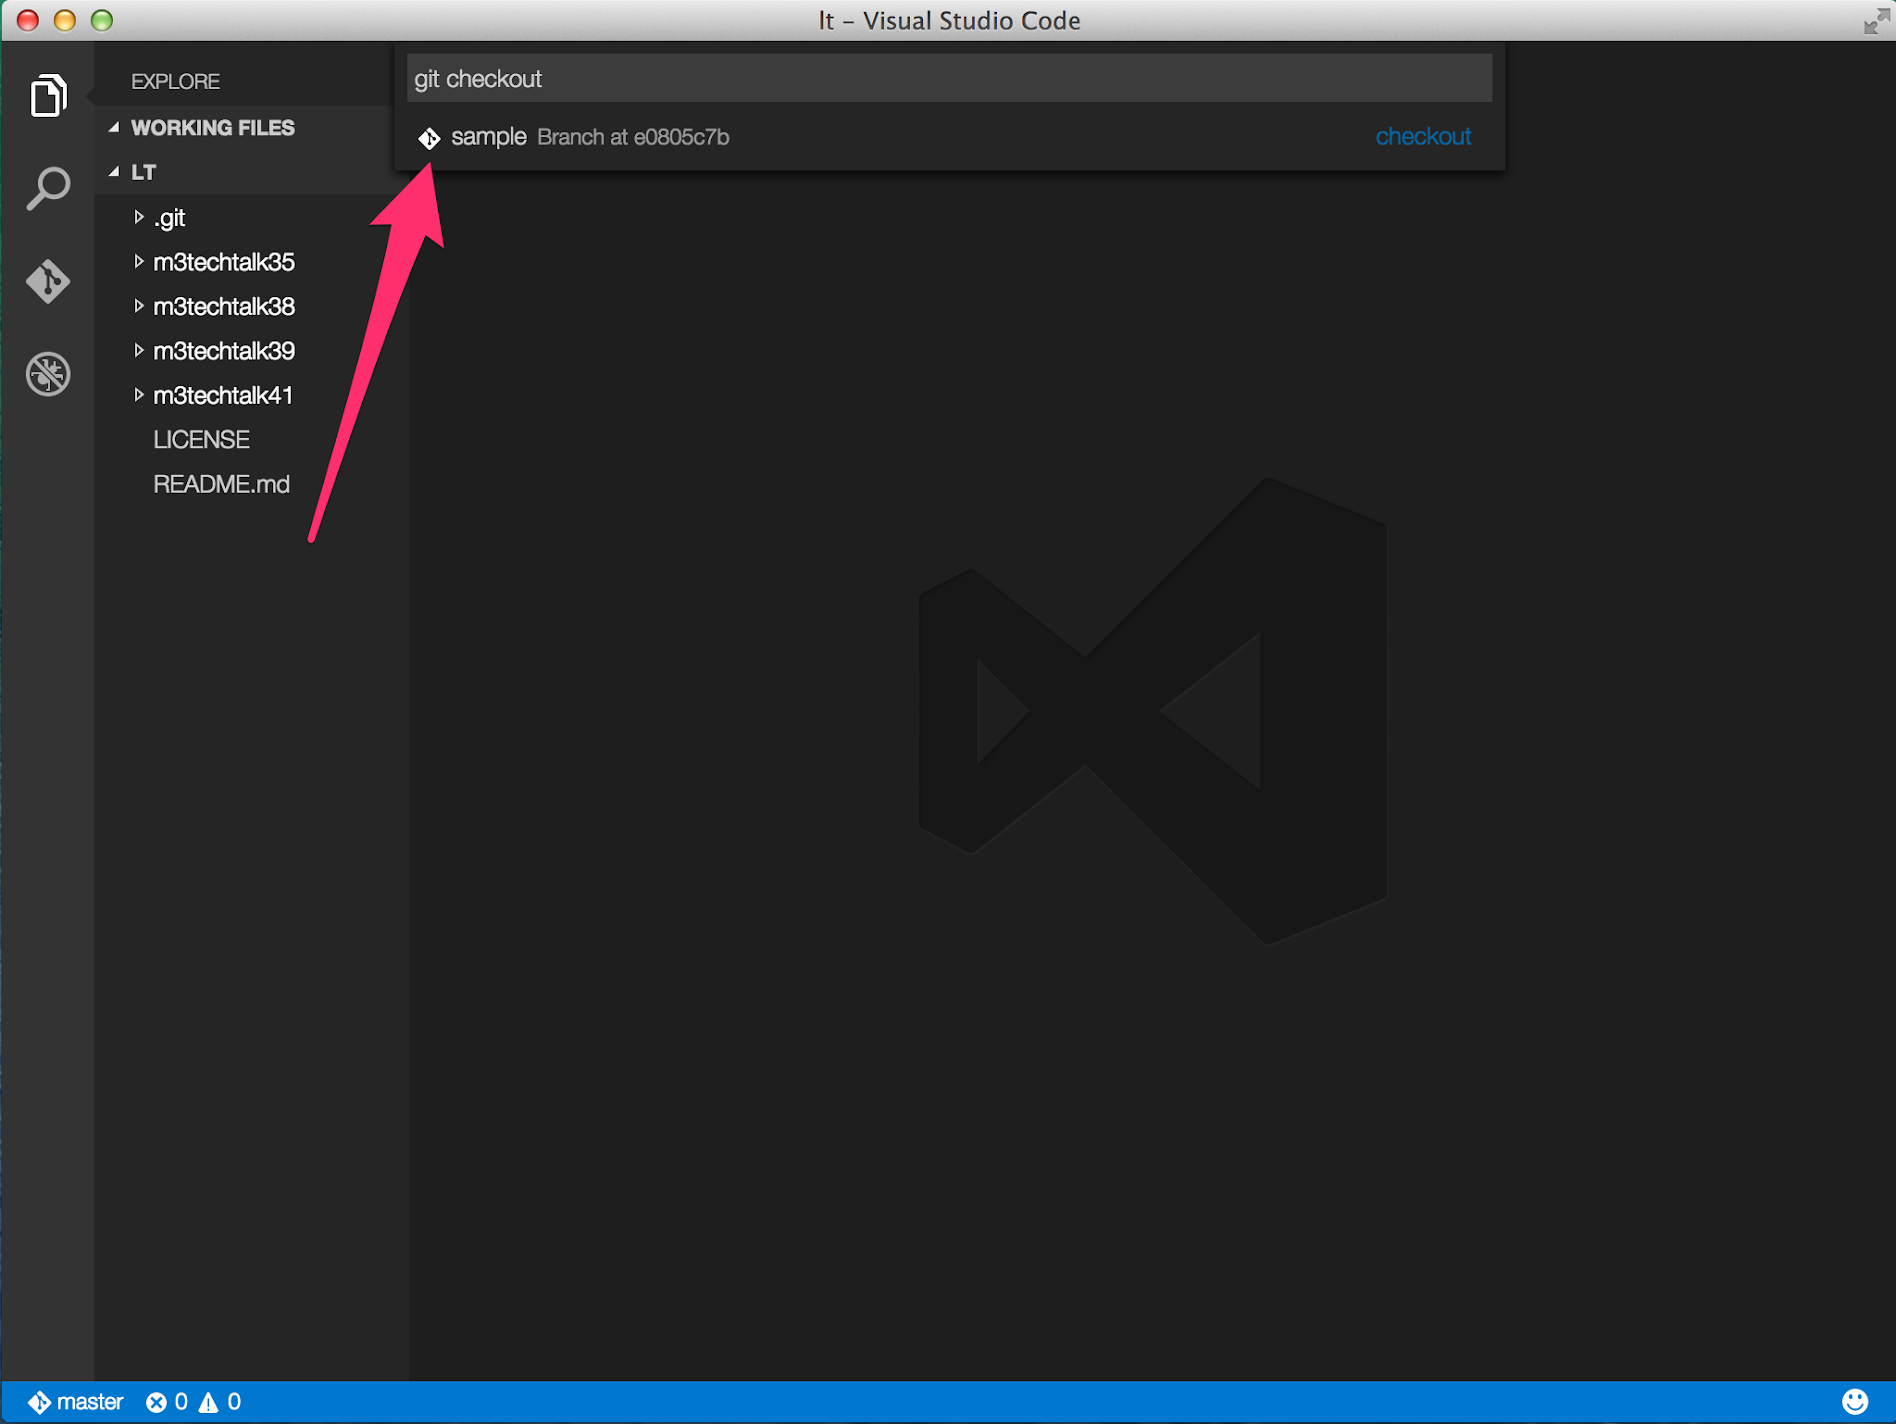 lt – Visual Studio Code
EXPLORE
WORKING FILES
LT
.git
m3techtalk35
m3techtalk38
m3techtalk39
m3techtalk41
LICENSE
README.md
git checkout
sample Branch at e0805c7b checkout
master 0 0